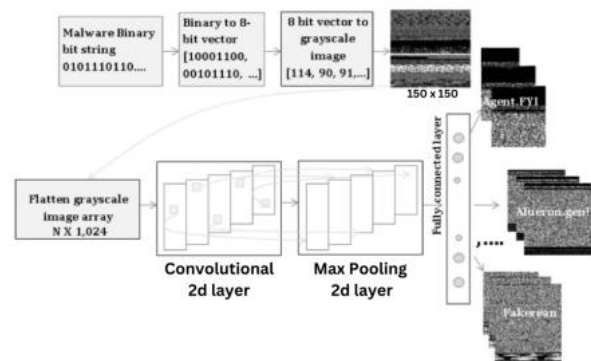 Malware Binary
bit string
0101110110....
Binary to 8-
bit vector
[10001100,
00101110, ...]
8 bit vector to
grayscale
image
[114, 90, 91,...]
150 x 150
Agent.FYI
Flatten grayscale
image array
N X 1,024
Convolutional
2d layer
Max Pooling
2d layer
Fully connected layer
Alueron.gen!
,....
Fakerean